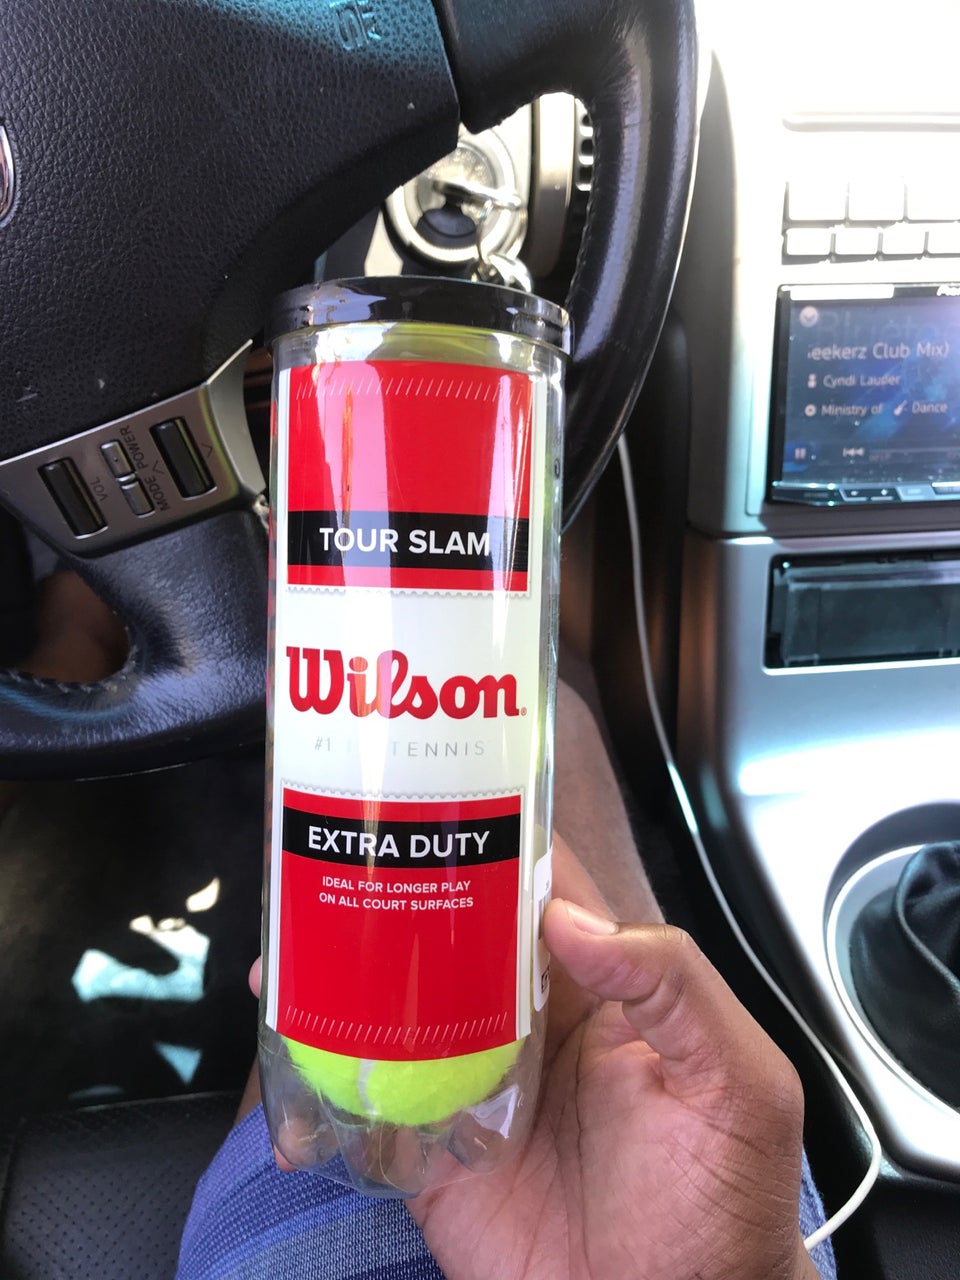 TOUR SLAM
Wilson
#1 TENNIS
EXTRA DUTY
IDEAL FOR LONGER PLAY
ON ALL COURT SURFACES
VOL
MODE
POWER
eekerz Club Mix)
Cyndi Lauper
Ministry of
Dance